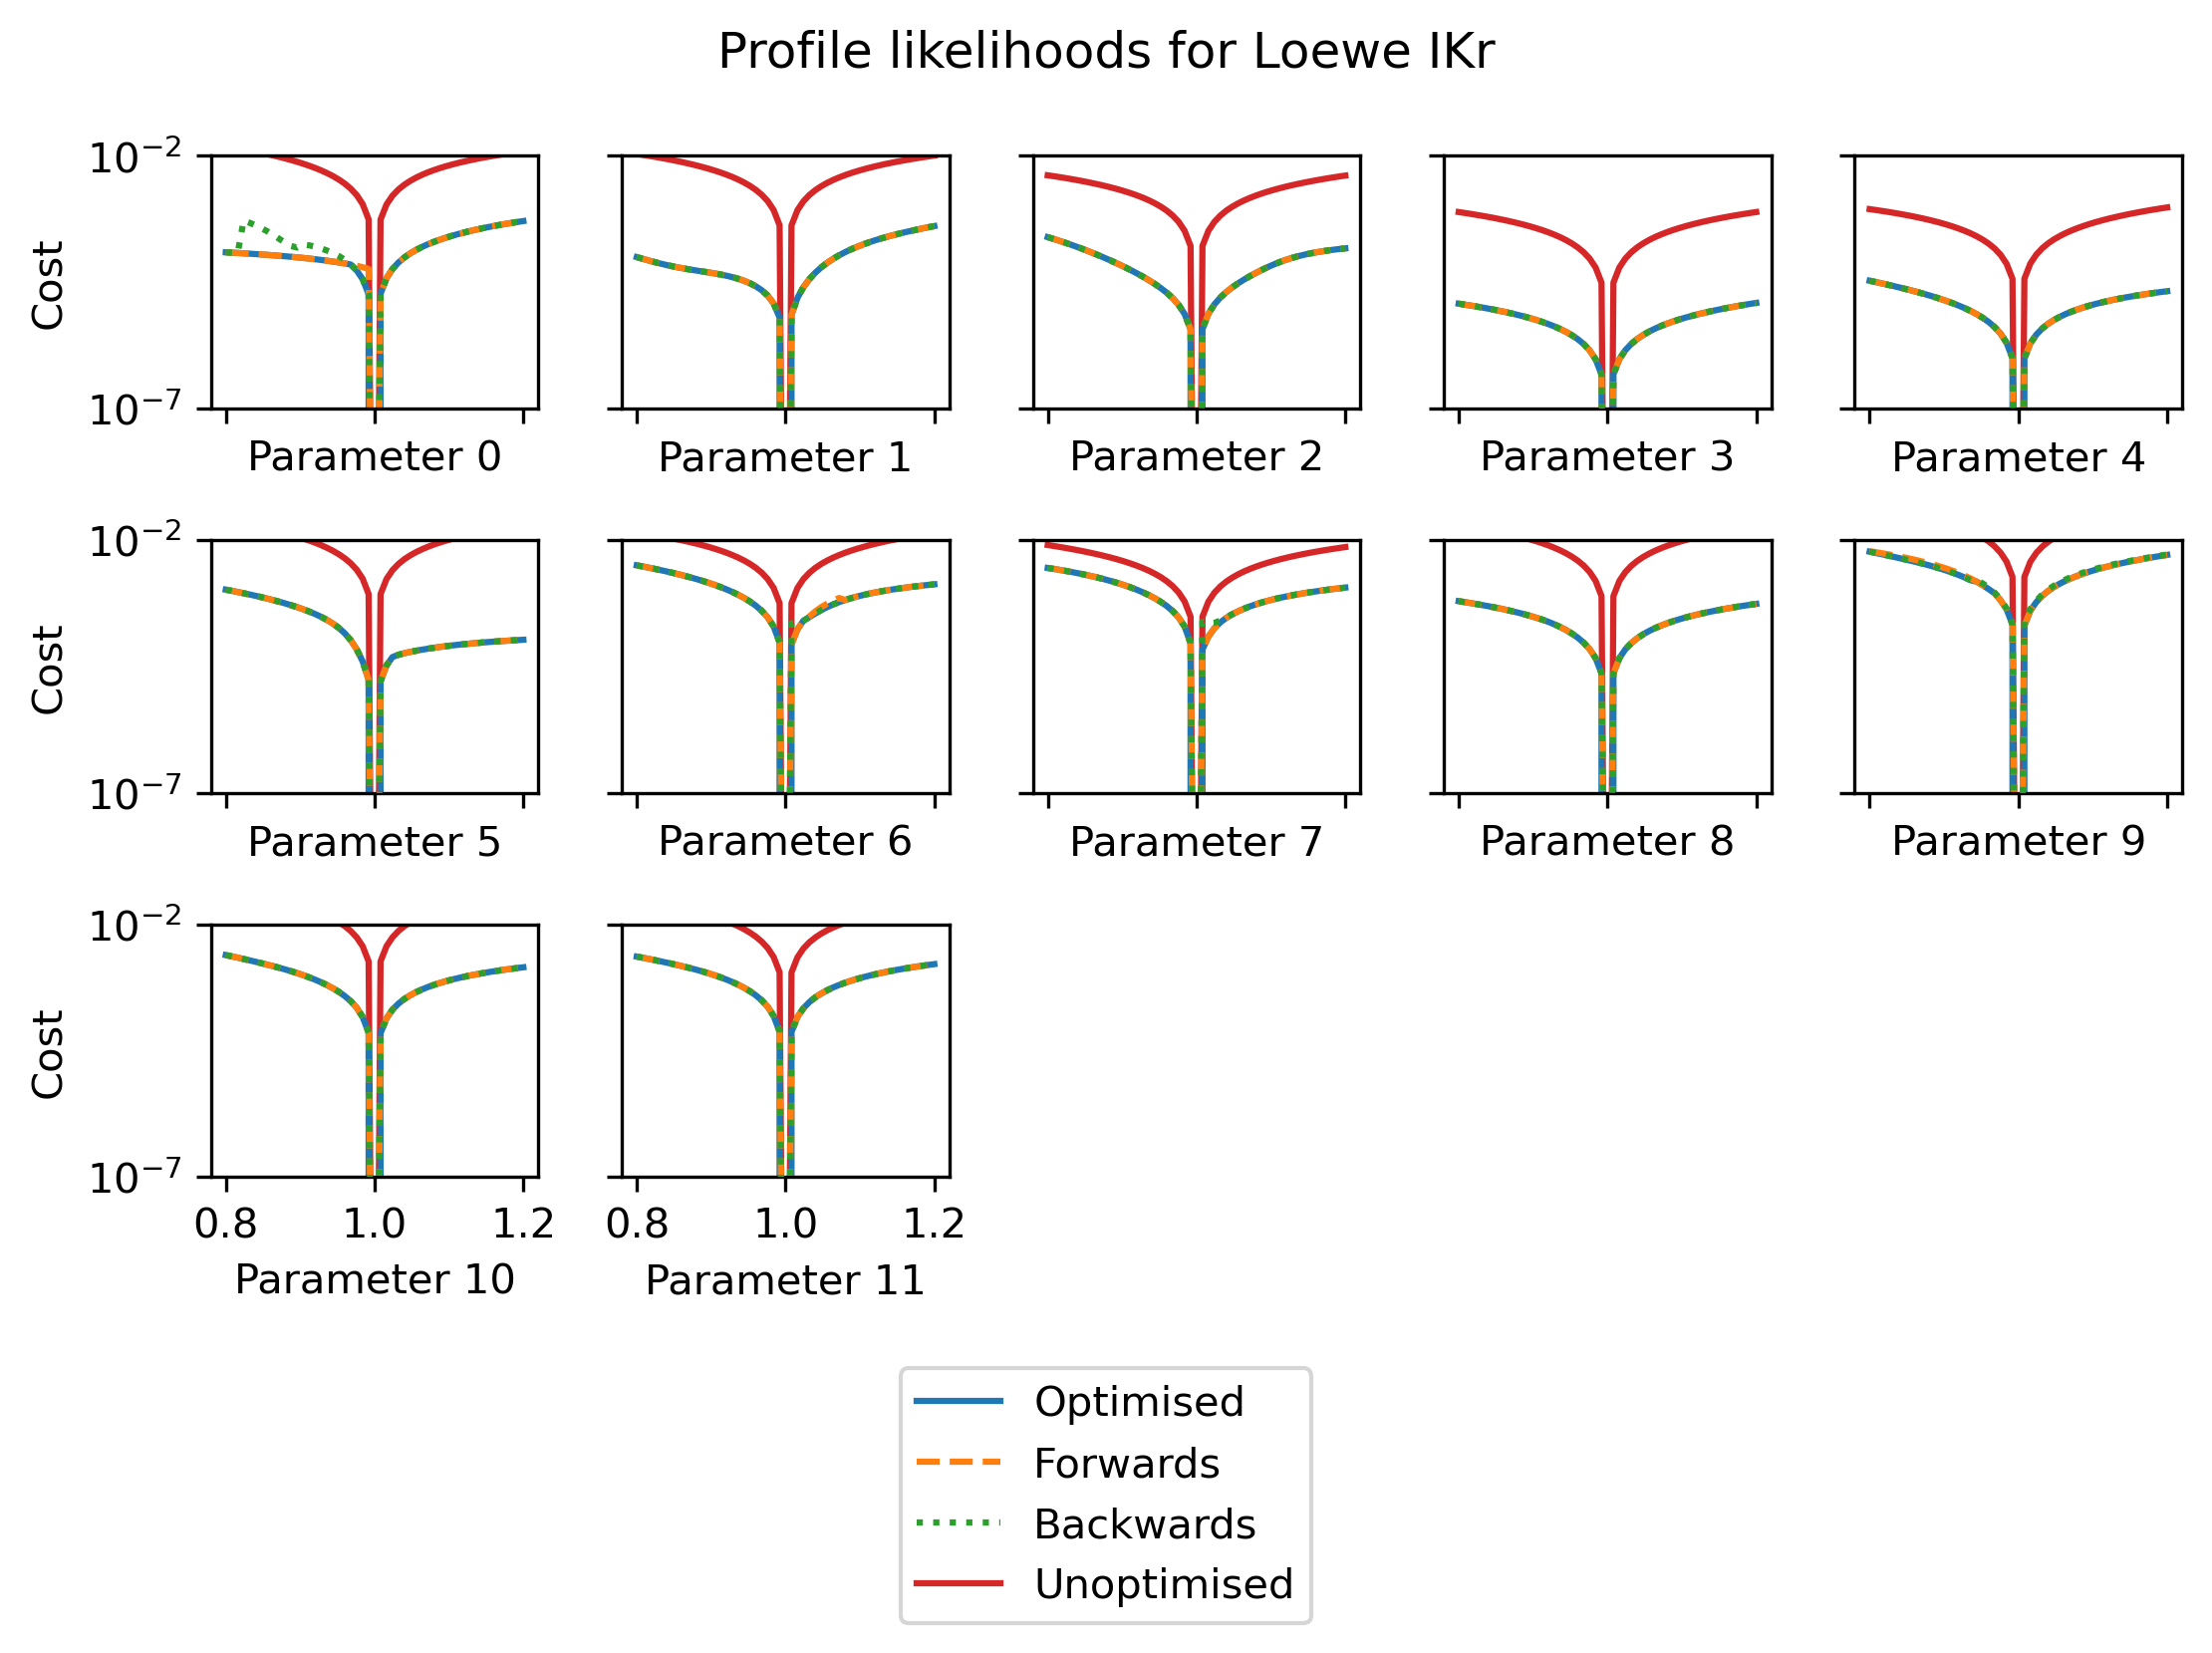 Profile likelihoods for Loewe IKr
Cost
10⁻²
10⁻⁷
Parameter 0
Parameter 1
Parameter 2
Parameter 3
Parameter 4
Cost
10⁻²
10⁻⁷
Parameter 5
Parameter 6
Parameter 7
Parameter 8
Parameter 9
Cost
10⁻²
10⁻⁷
0.8 1.0 1.2
Parameter 10
0.8 1.0 1.2
Parameter 11
Optimised
Forwards
Backwards
Unoptimised